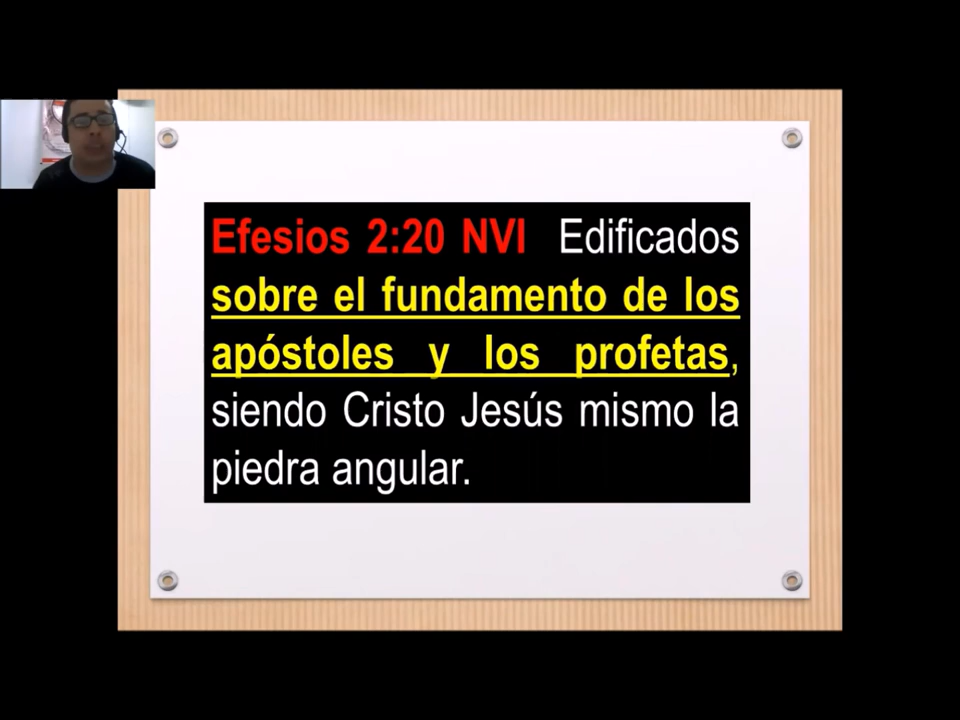 Efesios 2:20 NVI Edificados
sobre el fundamento de los
apóstoles y los profetas,
siendo Cristo Jesús mismo la
piedra angular.